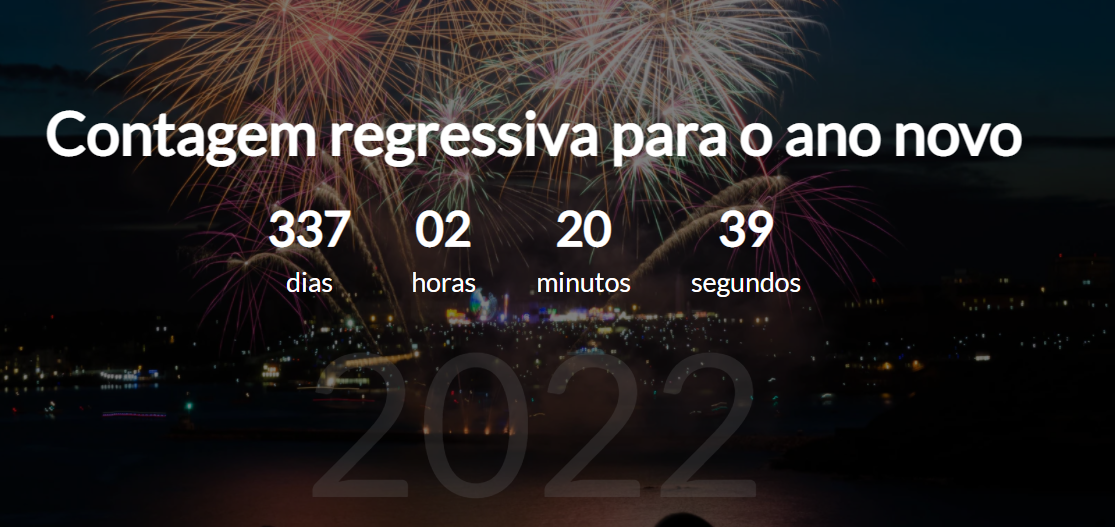 Contagem regressiva para o ano novo
337 02 20 39
dias horas minutos segundos
2022